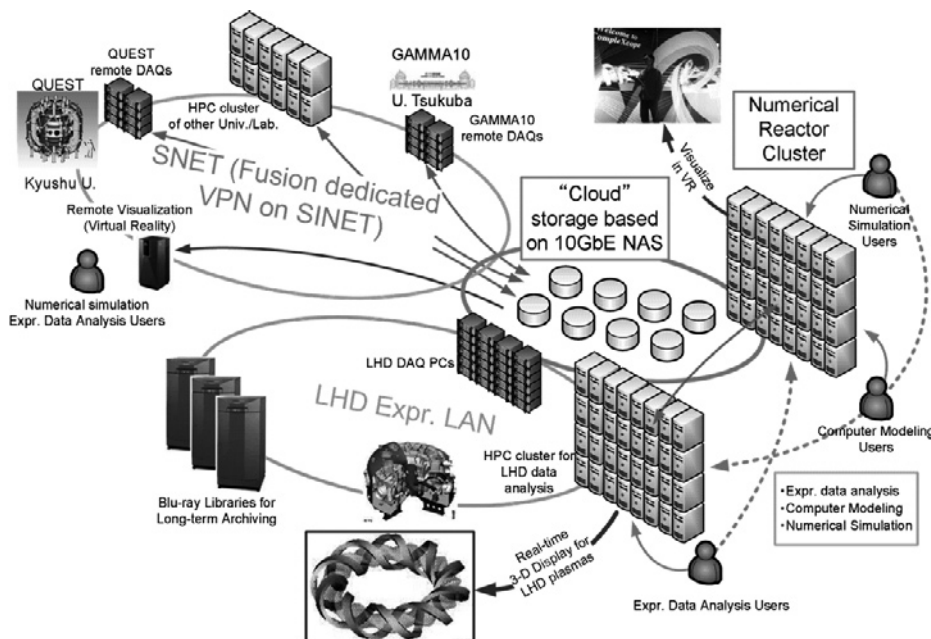 QUEST
remote DAQs
QUEST
Kyushu U.
HPC cluster
of other Univ./Lab.
GAMMA10
U. Tsukuba
GAMMA10
remote DAQs
SNET (Fusion dedicated
VPN on SINET)
Remote Visualization
(Virtual Reality)
Numerical simulation
Expr. Data Analysis Users
Welcome to
CompleXcope
Visualize
in VR
Numerical
Reactor
Cluster
Numerical
Simulation
Users
"Cloud"
storage based
on 10GbE NAS
LHD DAQ PCs
LHD Expr. LAN
Blu-ray Libraries for
Long-term Archiving
HPC cluster for
LHD data
analysis
Computer Modeling
Users
•Expr. data analysis
•Computer Modeling
•Numerical Simulation
Real-time
3-D Display for
LHD plasmas
Expr. Data Analysis Users